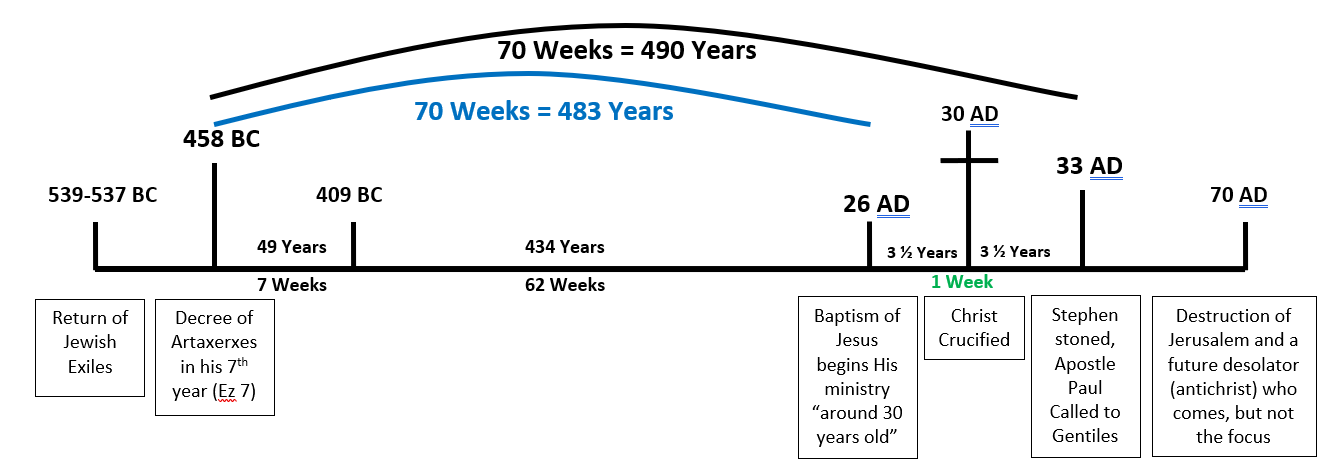 70 Weeks = 490 Years
70 Weeks = 483 Years
30 AD
458 BC
33 AD
539-537 BC
409 BC
26 AD
70 AD
49 Years
434 Years
3 ½ Years
3 ½ Years
7 Weeks
62 Weeks
1 Week
Return of
Jewish
Exiles
Decree of
Artaxerxes
in his 7th
year (Ez 7)
Baptism of
Jesus
begins His
ministry
“around 30
years old”
Christ
Crucified
Stephen
stoned,
Apostle
Paul
Called to
Gentiles
Destruction of
Jerusalem and a
future desolator
(antichrist) who
comes, but not
the focus